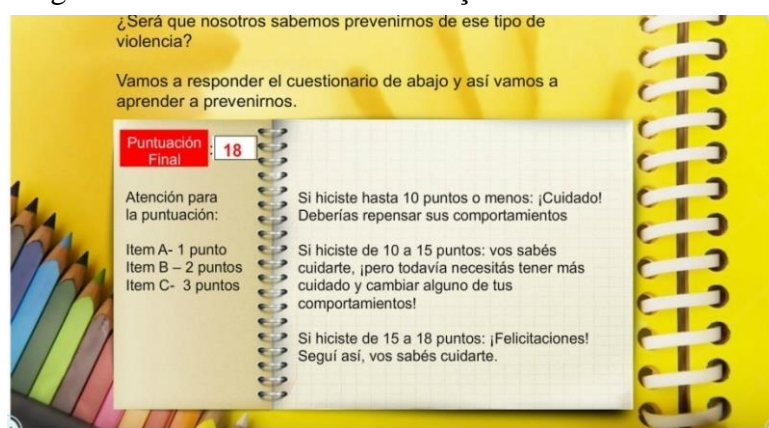 ¿Será que nosotros sabemos prevenirnos de ese tipo de
violencia?
Vamos a responder el cuestionario de abajo y así vamos a
aprender a prevenirnos.
Puntuación
Final
: 18
Atención para
la puntuación:
Item A- 1 punto
Item B – 2 puntos
Item C- 3 puntos
Si hiciste hasta 10 puntos o menos: ¡Cuidado!
Deberías repensar sus comportamientos
Si hiciste de 10 a 15 puntos: vos sabés
cuidarte, ¡pero todavía necesitás tener más
cuidado y cambiar alguno de tus
comportamientos!
Si hiciste de 15 a 18 puntos: ¡Felicitaciones!
Seguí así, vos sabés cuidarte.